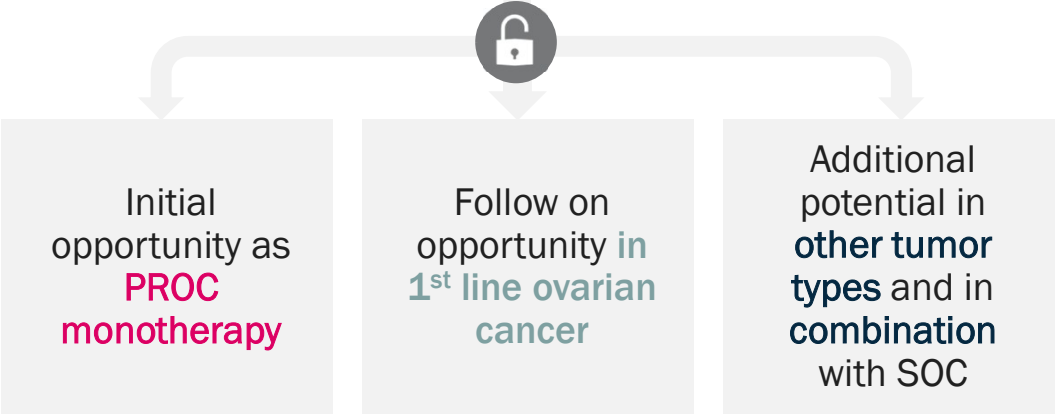 Initial
opportunity as
PROC
monotherapy
Follow on
opportunity in
1st line ovarian
cancer
Additional
potential in
other tumor
types and in
combination
with SOC